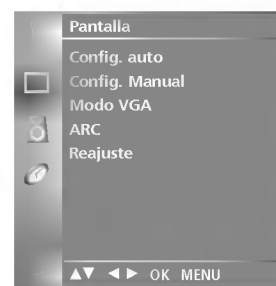 Pantalla
Config. auto
Config. Manual
Modo VGA
ARC
Reajuste
▲▼ ◄► OK MENU